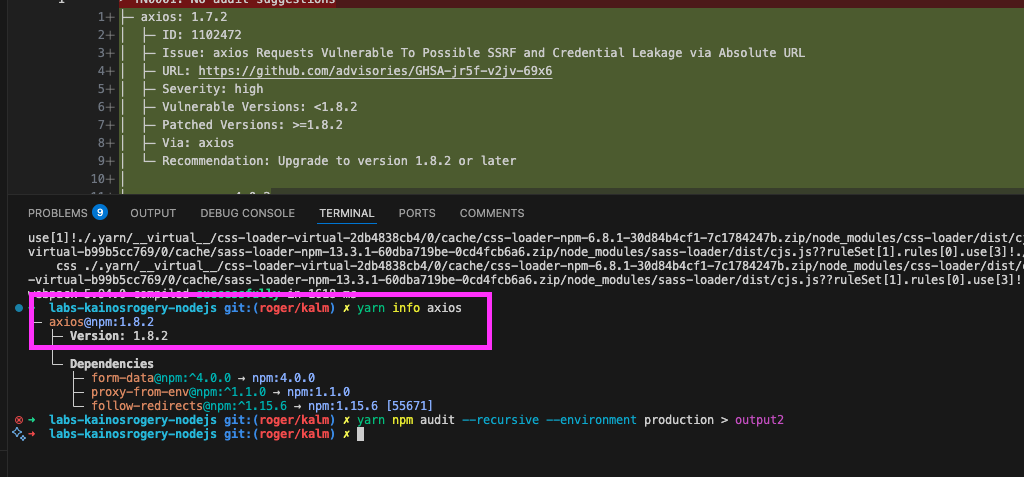 1 YN0001: No audit suggestions
1+ ├─ axios: 1.7.2
2+ │ ├─ ID: 1102472
3+ │ ├─ Issue: axios Requests Vulnerable To Possible SSRF and Credential Leakage via Absolute URL
4+ │ ├─ URL: https://github.com/advisories/GHSA-jr5f-v2jv-69x6
5+ │ ├─ Severity: high
6+ │ ├─ Vulnerable Versions: <1.8.2
7+ │ ├─ Patched Versions: >=1.8.2
8+ │ ├─ Via: axios
9+ │ └─ Recommendation: Upgrade to version 1.8.2 or later
10+ │
PROBLEMS 9 OUTPUT DEBUG CONSOLE TERMINAL PORTS COMMENTS
use[1]!./.yarn/__virtual__/css-loader-virtual-2db4838cb4/0/cache/css-loader-npm-6.8.1-30d84b4cf1-7c1784247b.zip/node_modules/css-loader/dist/cj
virtual-b99b5cc769/0/cache/sass-loader-npm-13.3.1-60dba719be-0cd4fcb6a6.zip/node_modules/sass-loader/dist/cjs.js??ruleSet[1].rules[0].use[3]!./
css ./.yarn/__virtual__/css-loader-virtual-2db4838cb4/0/cache/css-loader-npm-6.8.1-30d84b4cf1-7c1784247b.zip/node_modules/css-loader/dist/c
-virtual-b99b5cc769/0/cache/sass-loader-npm-13.3.1-60dba719be-0cd4fcb6a6.zip/node_modules/sass-loader/dist/cjs.js??ruleSet[1].rules[0].use[3]!
successfully in 1618 ms
labs-kainosrogery-nodejs git:(roger/kalm) ✗ yarn info axios
─ axios@npm:1.8.2
├─ Version: 1.8.2
│
└─ Dependencies
├─ form-data@npm:^4.0.0 → npm:4.0.0
├─ proxy-from-env@npm:^1.1.0 → npm:1.1.0
└─ follow-redirects@npm:^1.15.6 → npm:1.15.6 [55671]
➜ labs-kainosrogery-nodejs git:(roger/kalm) ✗ yarn npm audit --recursive --environment production > output2
➜ labs-kainosrogery-nodejs git:(roger/kalm) ✗